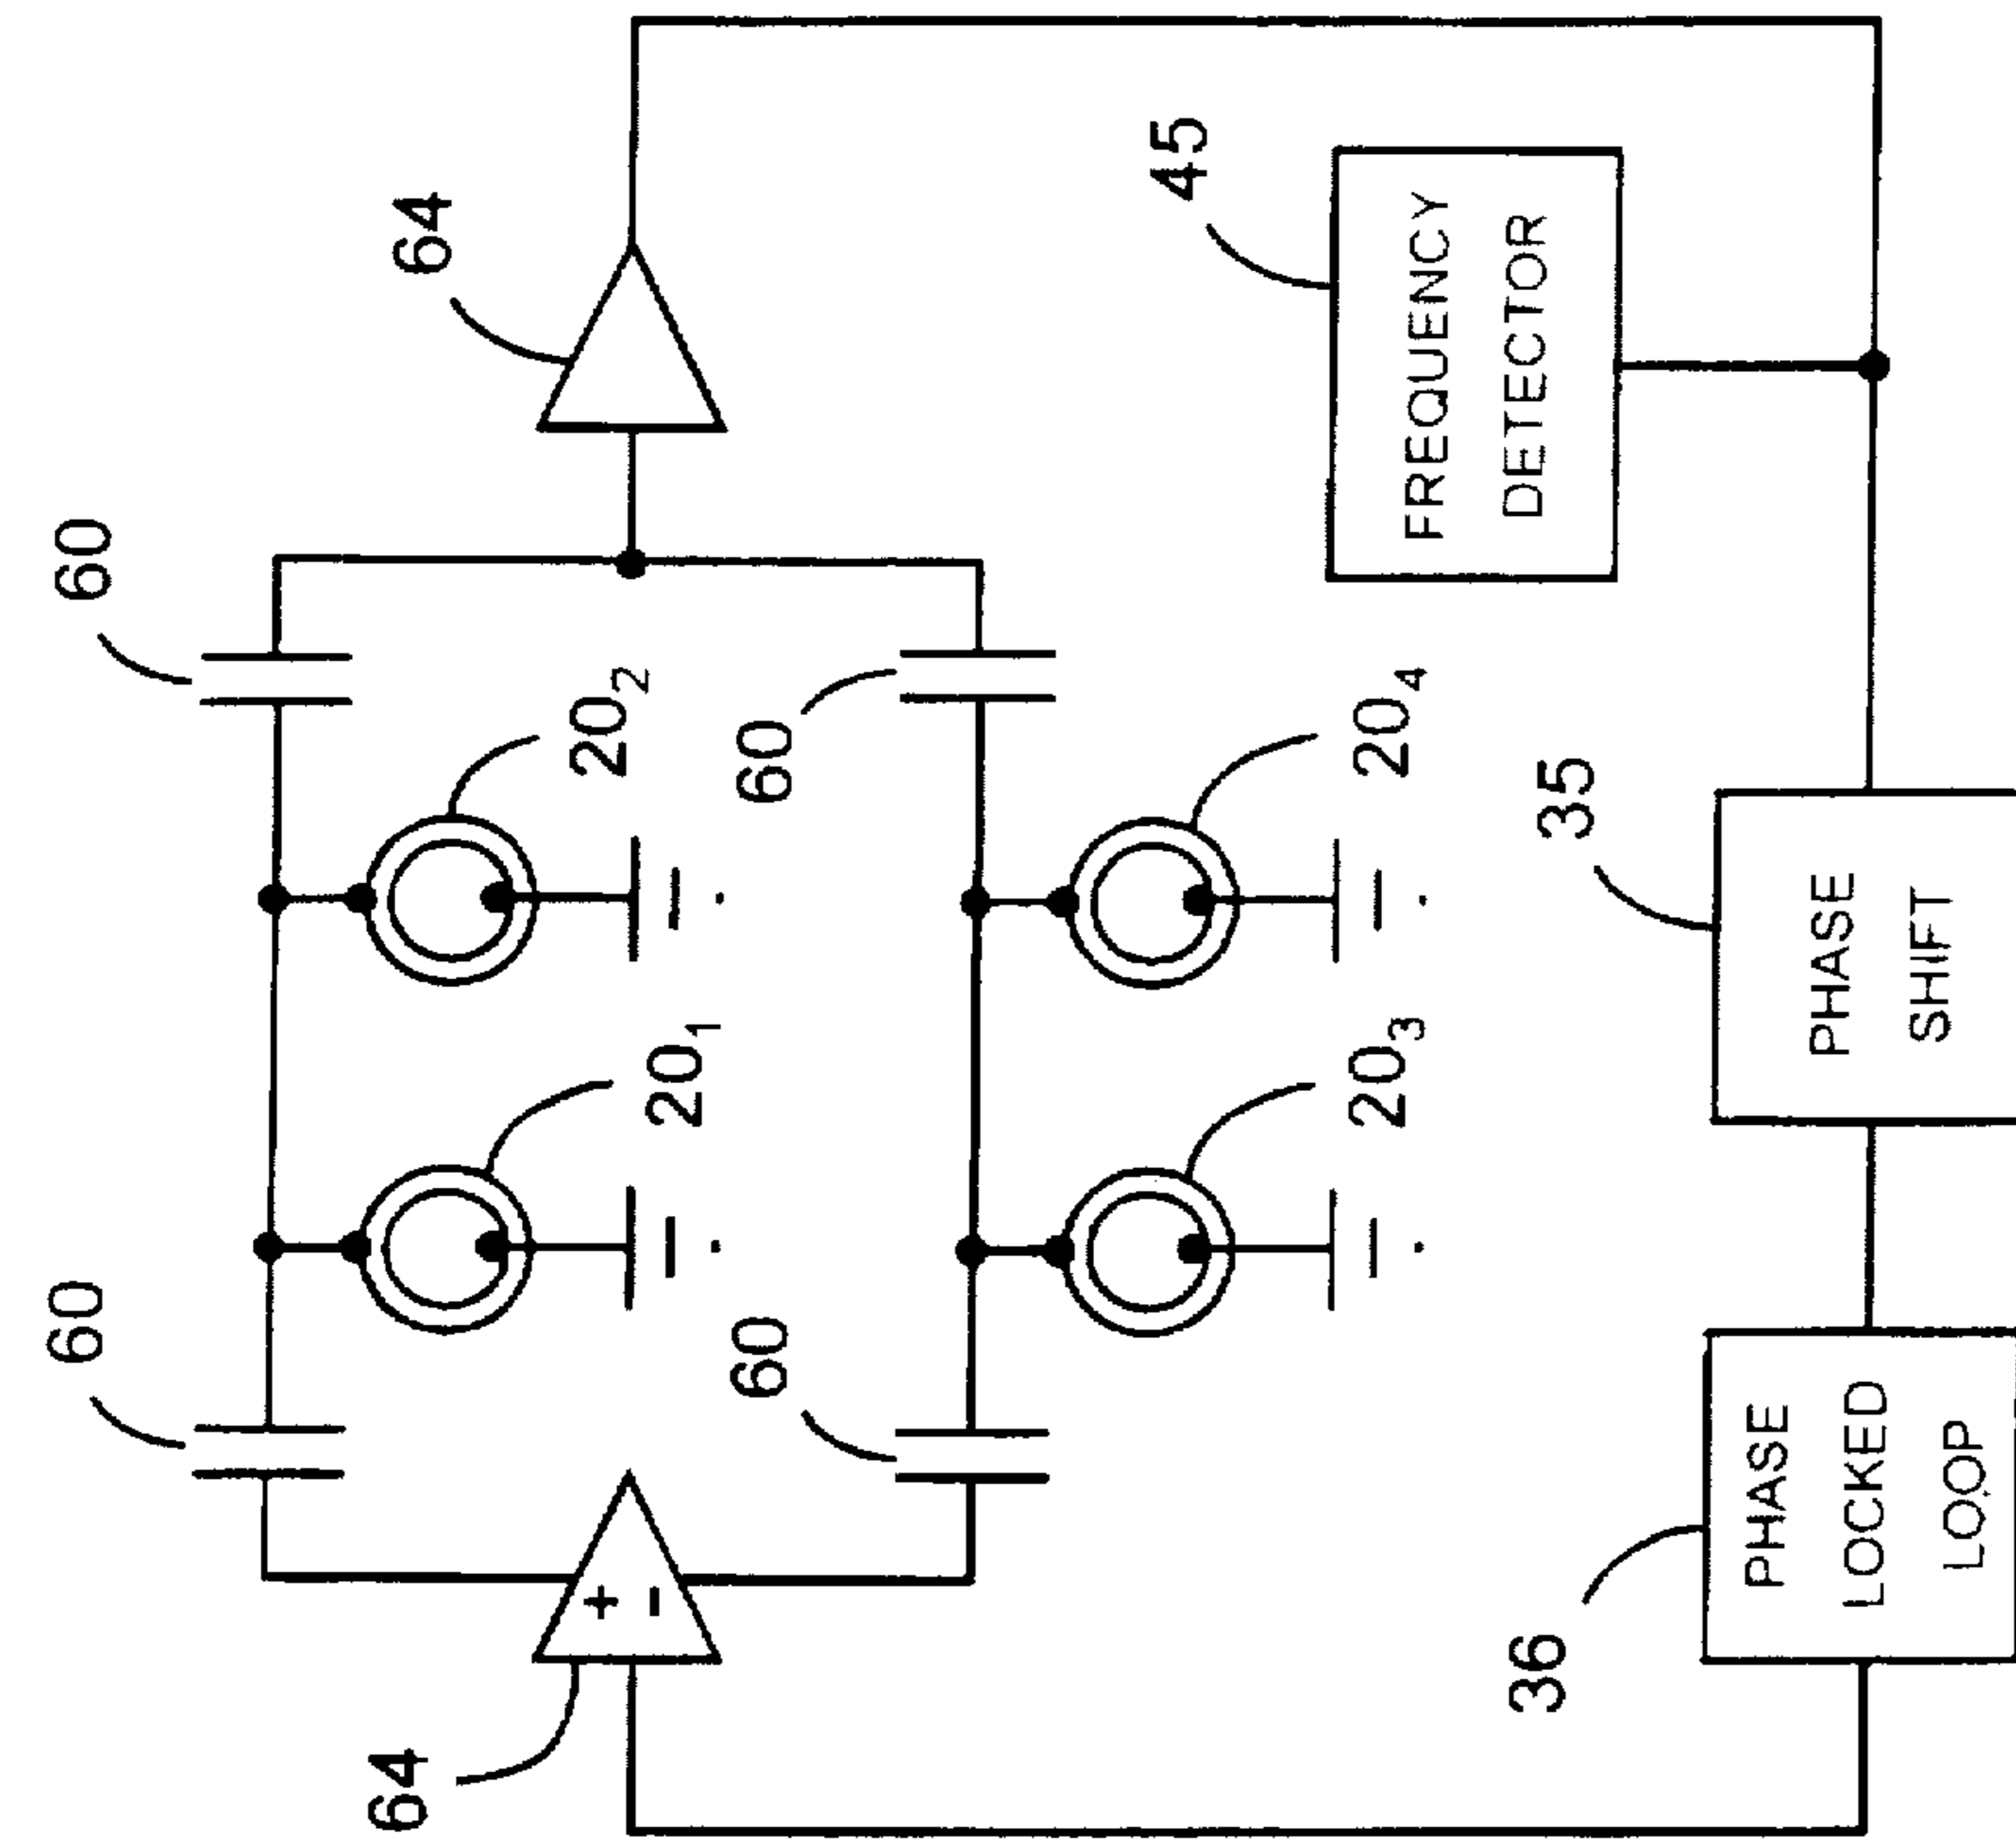 60
60
64
64
+
-
20₁
20₂
60
60
20₃
20₄
45
FREQUENCY
DETECTOR
36
PHASE
LOCKED
LOOP
35
PHASE
SHIFT